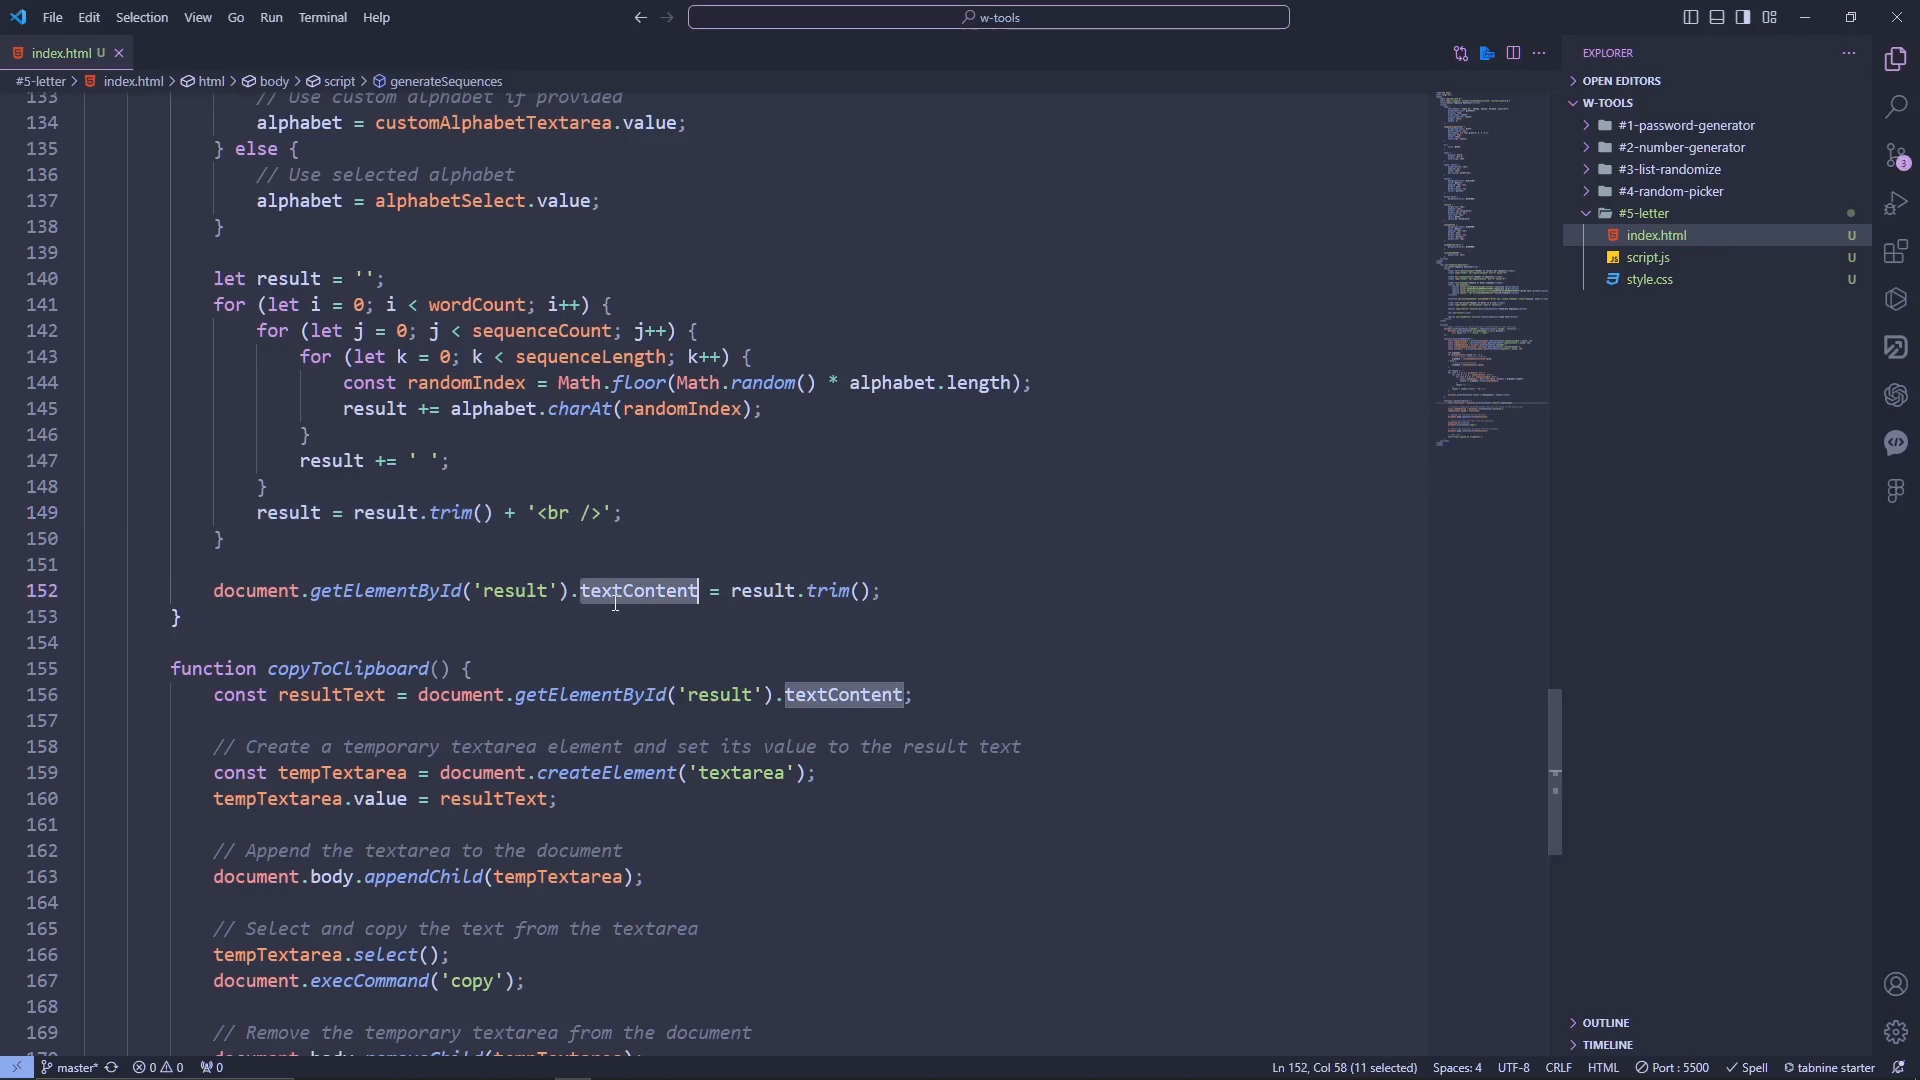 File Edit Selection View Go Run Terminal Help
w-tools
index.html U
#5-letter > index.html > html > body > script > generateSequences
133 // Use custom alphabet if provided
134 alphabet = customAlphabetTextarea.value;
135 } else {
136 // Use selected alphabet
137 alphabet = alphabetSelect.value;
138 }
139
140 let result = '';
141 for (let i = 0; i < wordCount; i++) {
142 for (let j = 0; j < sequenceCount; j++) {
143 for (let k = 0; k < sequenceLength; k++) {
144 const randomIndex = Math.floor(Math.random() * alphabet.length);
145 result += alphabet.charAt(randomIndex);
146 }
147 result += ' ';
148 }
149 result = result.trim() + '<br />';
150 }
151
152 document.getElementById('result').textContent = result.trim();
153 }
154
155 function copyToClipboard() {
156 const resultText = document.getElementById('result').textContent;
157
158 // Create a temporary textarea element and set its value to the result text
159 const tempTextarea = document.createElement('textarea');
160 tempTextarea.value = resultText;
161
162 // Append the textarea to the document
163 document.body.appendChild(tempTextarea);
164
165 // Select and copy the text from the textarea
166 tempTextarea.select();
167 document.execCommand('copy');
168
169 // Remove the temporary textarea from the document
EXPLORER
OPEN EDITORS
W-TOOLS
#1-password-generator
#2-number-generator
#3-list-randomize
#4-random-picker
#5-letter
index.html U
script.js U
style.css U
OUTLINE
TIMELINE
3
master* 0 0 0
Ln 152, Col 58 (11 selected) Spaces: 4 UTF-8 CRLF HTML Port : 5500 Spell tabnine starter